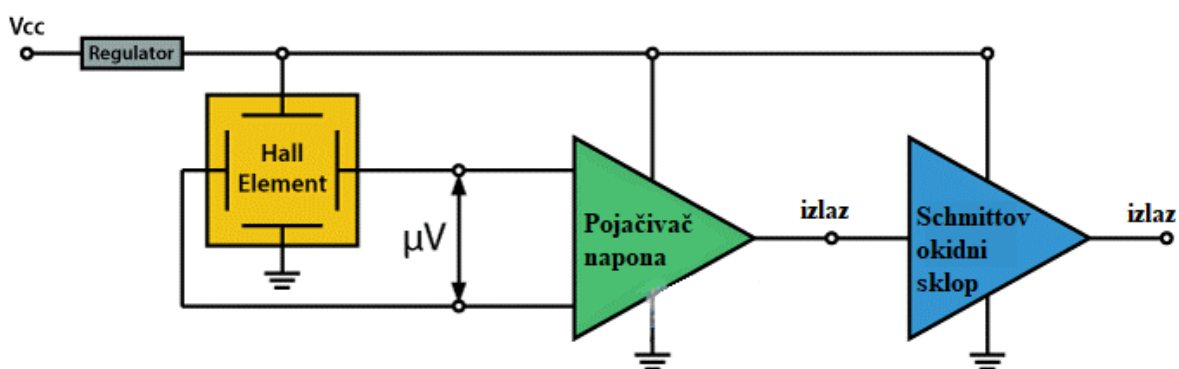 Vcc
Regulator
Hall
Element
μV
Pojačivač
napona
izlaz
Schmittov
okidni
sklop
izlaz